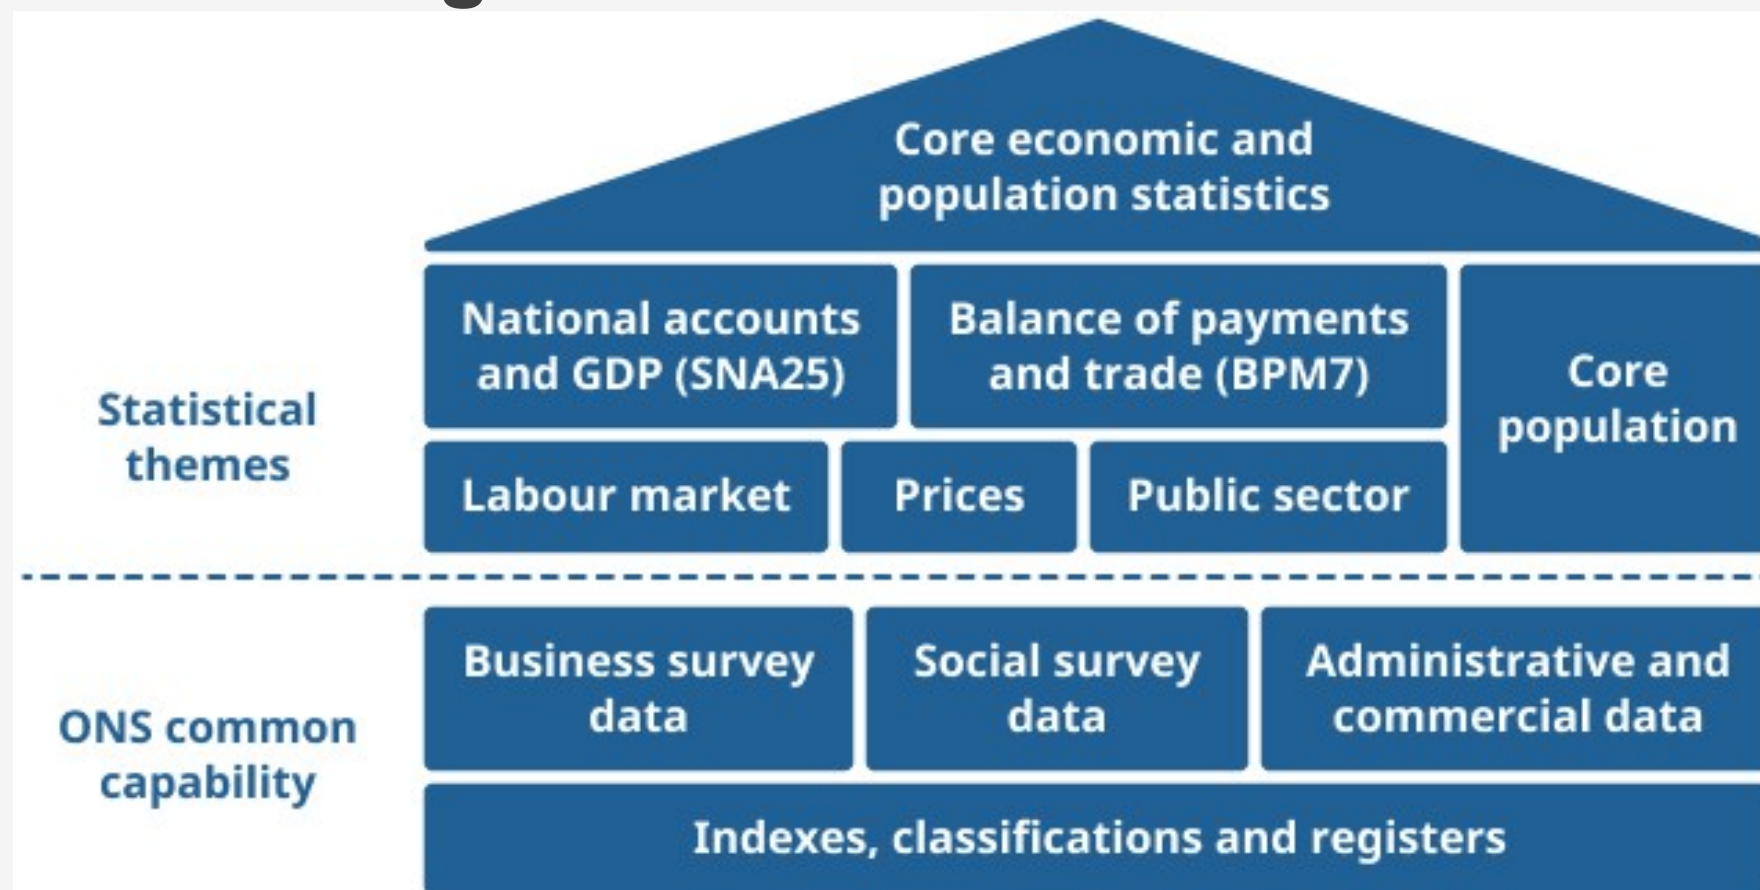 Core economic and
population statistics
Statistical
themes
National accounts
and GDP (SNA25)
Balance of payments
and trade (BPM7)
Core
population
Labour market
Prices
Public sector
ONS common
capability
Business survey
data
Social survey
data
Administrative and
commercial data
Indexes, classifications and registers